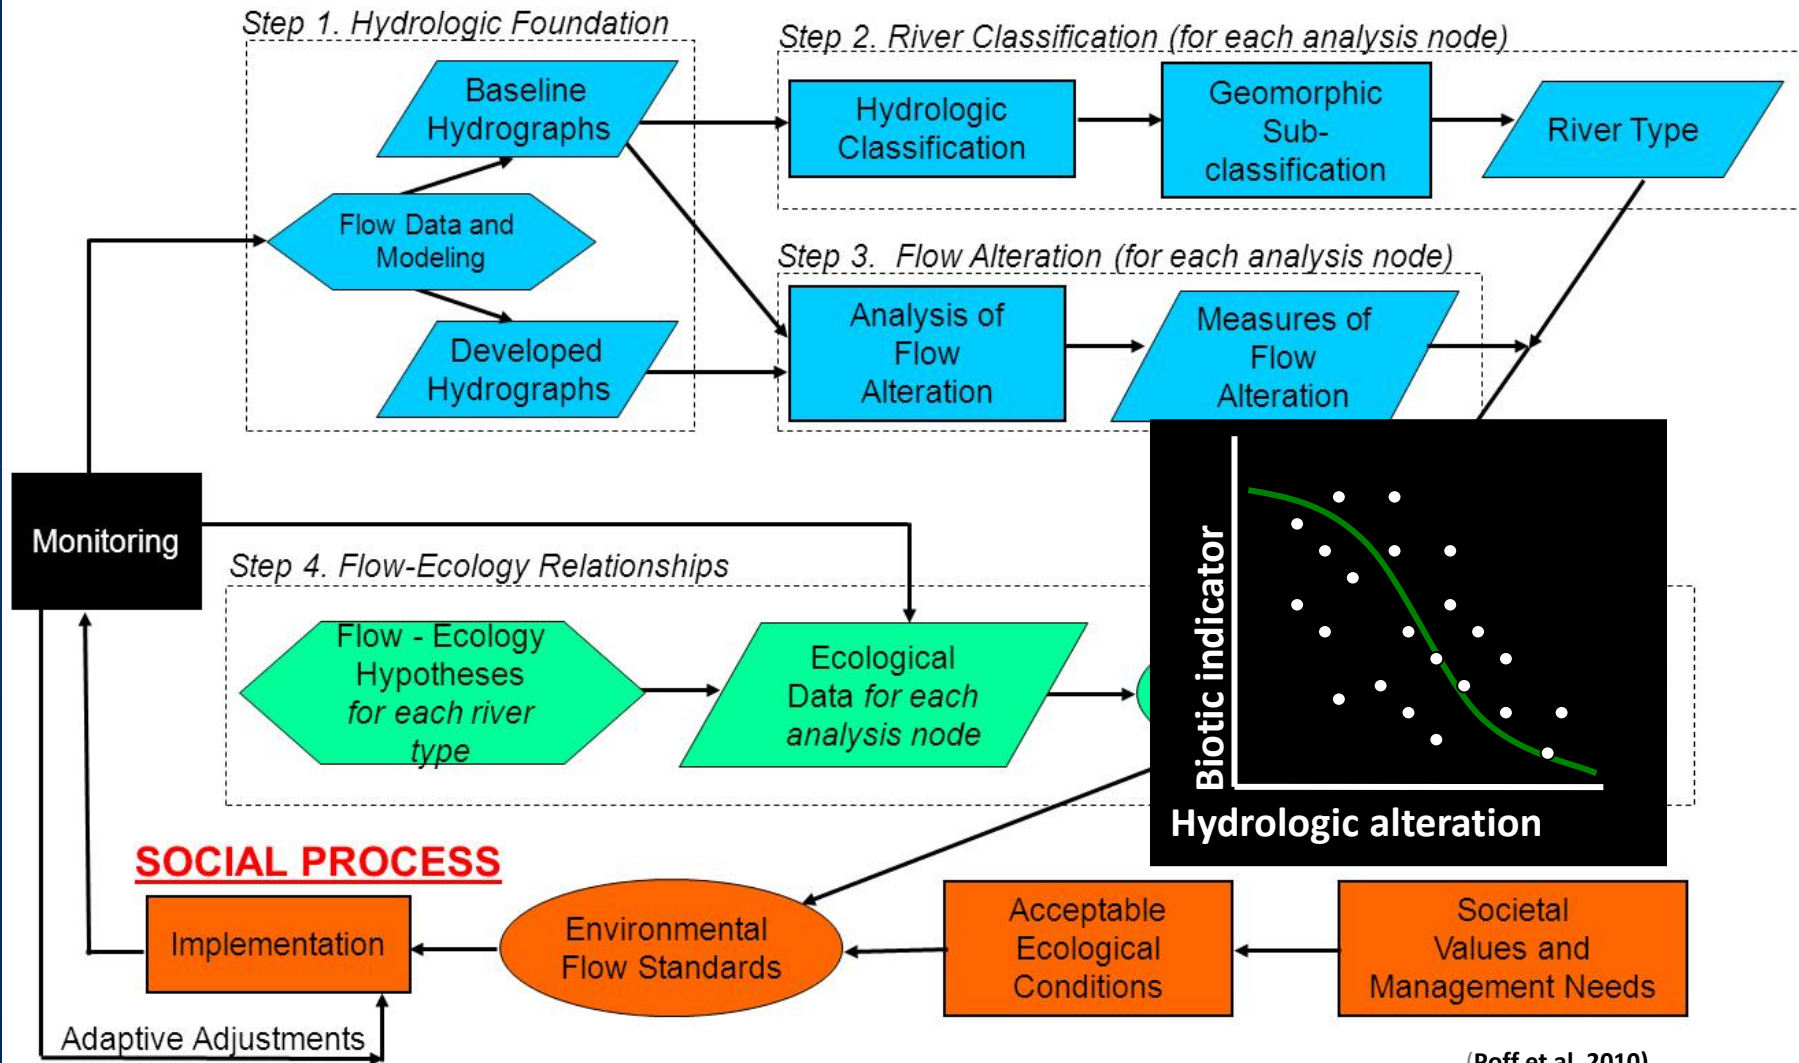 Step 1. Hydrologic Foundation
Baseline
Hydrographs
Flow Data and
Modeling
Developed
Hydrographs
Step 2. River Classification (for each analysis node)
Hydrologic
Classification
Geomorphic
Sub-
classification
River Type
Step 3.  Flow Alteration (for each analysis node)
Analysis of
Flow
Alteration
Measures of
Flow
Alteration
Monitoring
Step 4. Flow-Ecology Relationships
Flow - Ecology
Hypotheses
for each river
type
Ecological
Data for each
analysis node
Biotic indicator
Hydrologic alteration
SOCIAL PROCESS
Implementation
Environmental
Flow Standards
Acceptable
Ecological
Conditions
Societal
Values and
Management Needs
Adaptive Adjustments
(Poff et al. 2010)